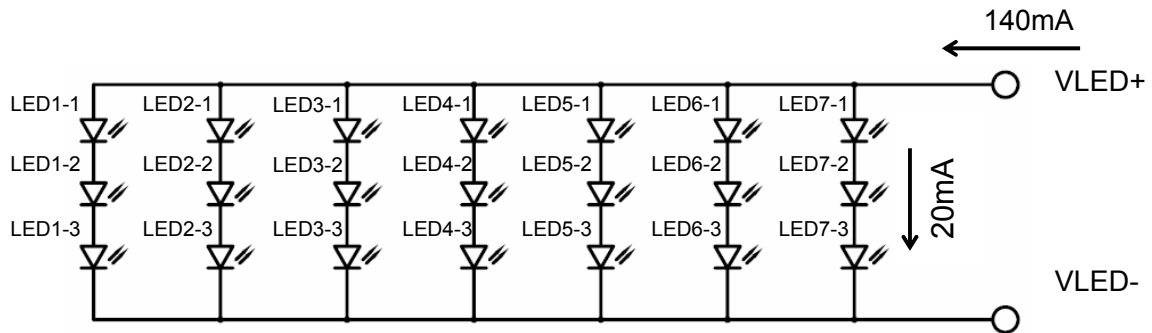 140mA
VLED+
LED1-1 LED2-1 LED3-1 LED4-1 LED5-1 LED6-1 LED7-1
LED1-2 LED2-2 LED3-2 LED4-2 LED5-2 LED6-2 LED7-2
20mA
LED1-3 LED2-3 LED3-3 LED4-3 LED5-3 LED6-3 LED7-3
VLED-